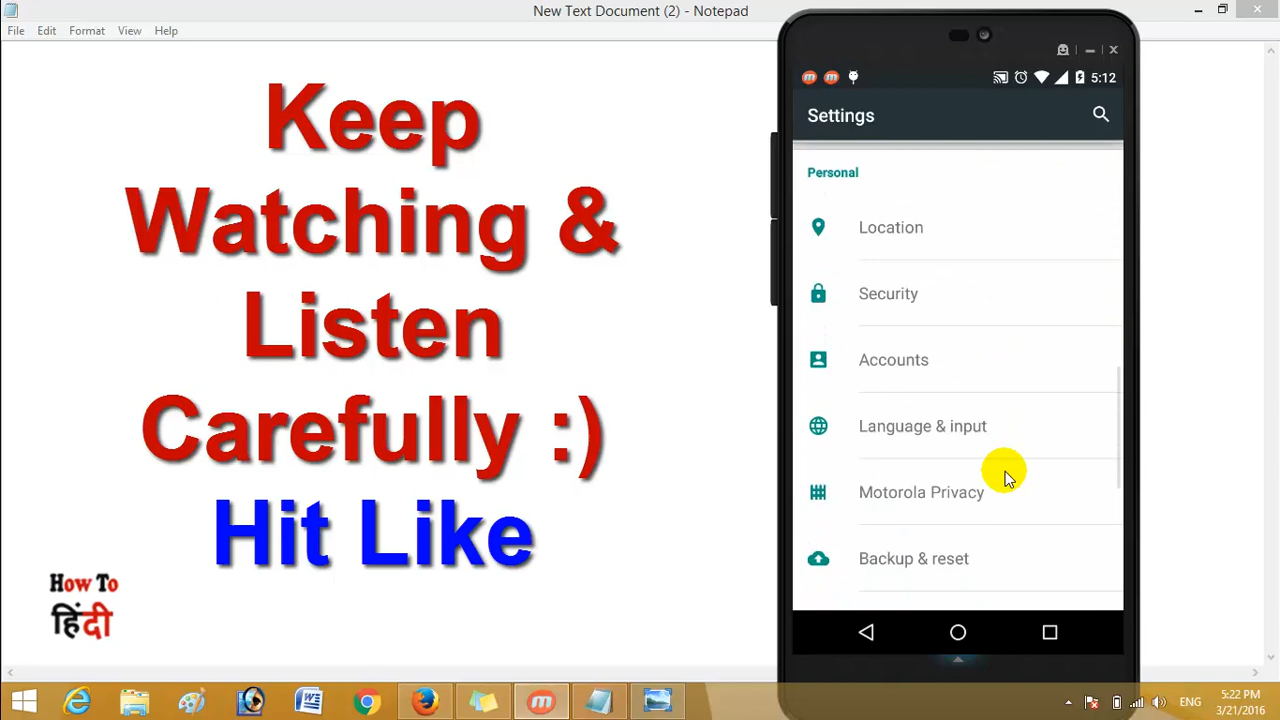 New Text Document (2) - Notepad
File Edit Format View Help
Keep
Watching &
Listen
Carefully :)
Hit Like
How To
हिंदी
5:12
Settings
Personal
Location
Security
Accounts
Language & input
Motorola Privacy
Backup & reset
ENG
5:22 PM
3/21/2016